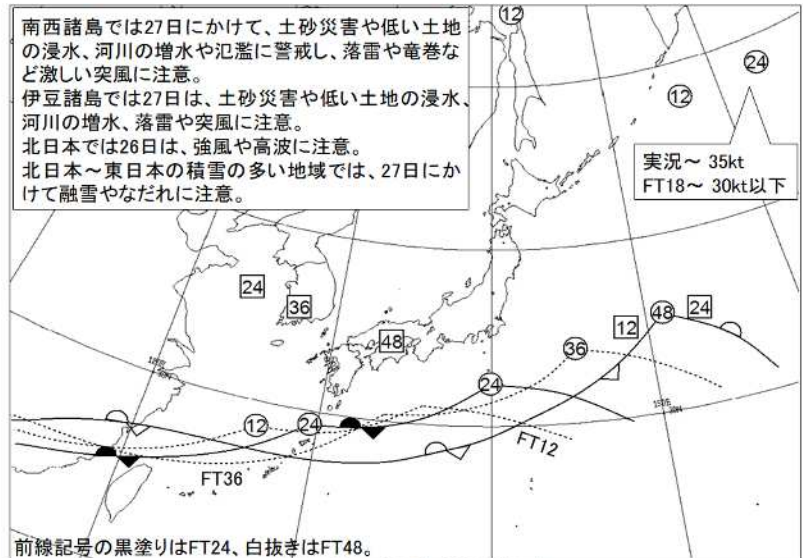 南西諸島では27日にかけて、土砂災害や低い土地
の浸水、河川の増水や氾濫に警戒し、落雷や竜巻な
ど激しい突風に注意。
伊豆諸島では27日は、土砂災害や低い土地の浸水、
河川の増水、落雷や突風に注意。
北日本では26日は、強風や高波に注意。
北日本～東日本の積雪の多い地域では、27日にか
けて融雪やなだれに注意。
12
24
12
実況～ 35kt
FT18～ 30kt以下
24
36
48
12
48
24
36
24
12
24
150E
30N
FT12
FT36
前線記号の黒塗りはFT24、白抜きはFT48。